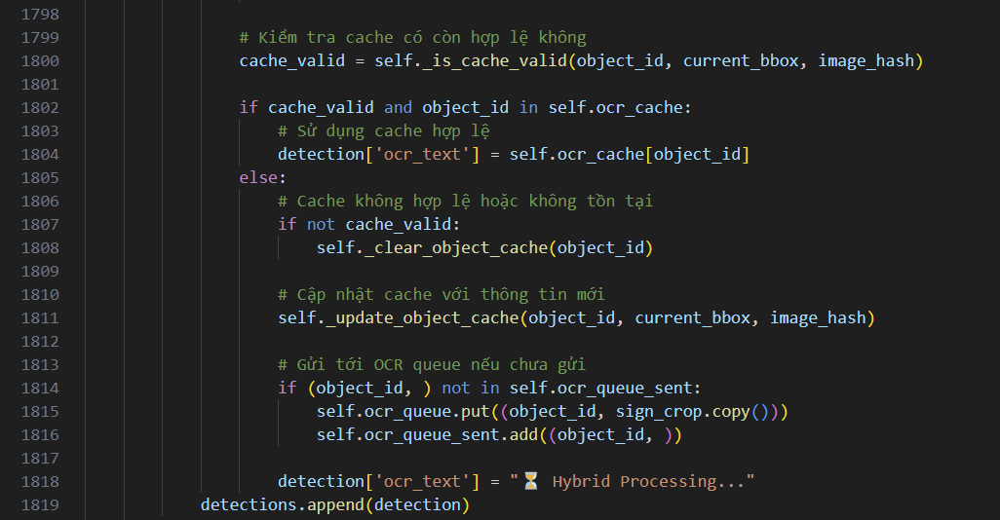 1798
1799 # Kiểm tra cache có còn hợp lệ không
1800 cache_valid = self._is_cache_valid(object_id, current_bbox, image_hash)
1801
1802 if cache_valid and object_id in self.ocr_cache:
1803 # Sử dụng cache hợp lệ
1804 detection['ocr_text'] = self.ocr_cache[object_id]
1805 else:
1806 # Cache không hợp lệ hoặc không tồn tại
1807 if not cache_valid:
1808 self._clear_object_cache(object_id)
1809
1810 # Cập nhật cache với thông tin mới
1811 self._update_object_cache(object_id, current_bbox, image_hash)
1812
1813 # Gửi tới OCR queue nếu chưa gửi
1814 if (object_id, ) not in self.ocr_queue_sent:
1815 self.ocr_queue.put((object_id, sign_crop.copy()))
1816 self.ocr_queue_sent.add((object_id, ))
1817
1818 detection['ocr_text'] = "⏳ Hybrid Processing..."
1819 detections.append(detection)